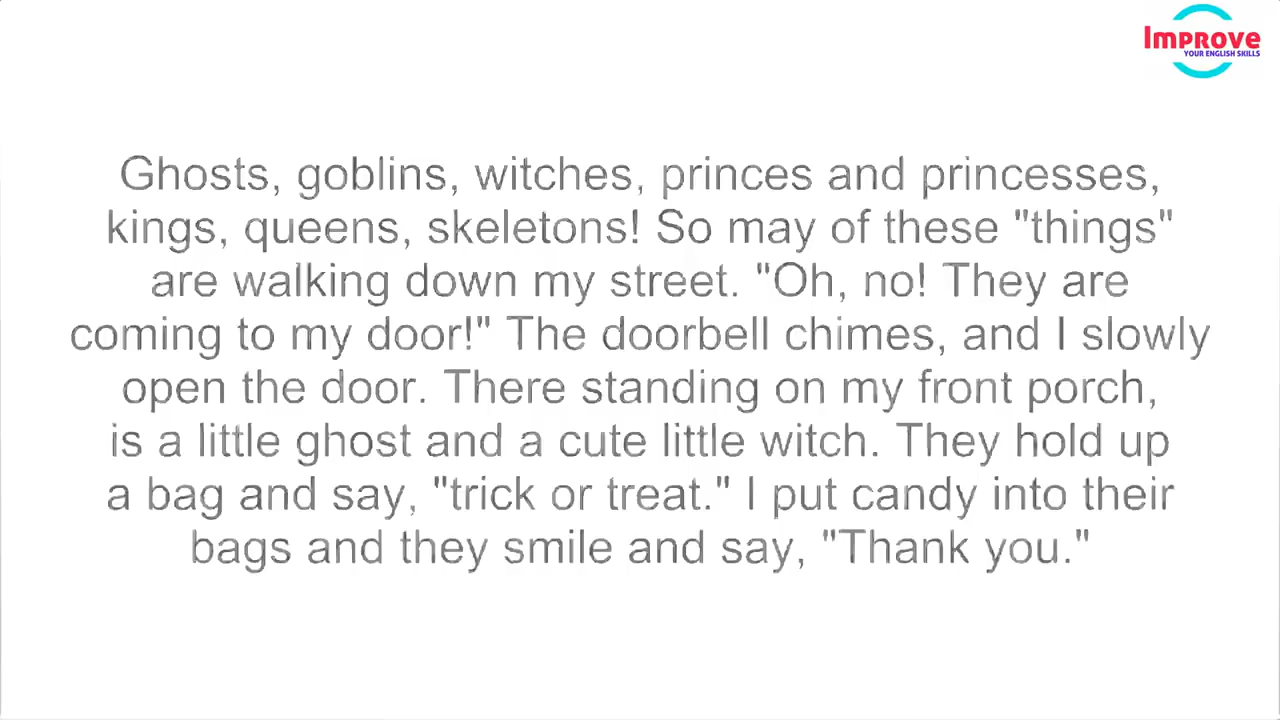 Improve
YOUR ENGLISH SKILLS
Ghosts, goblins, witches, princes and princesses,
kings, queens, skeletons! So may of these "things"
are walking down my street. "Oh, no! They are
coming to my door!" The doorbell chimes, and I slowly
open the door. There standing on my front porch,
is a little ghost and a cute little witch. They hold up
a bag and say, "trick or treat." I put candy into their
bags and they smile and say, "Thank you."